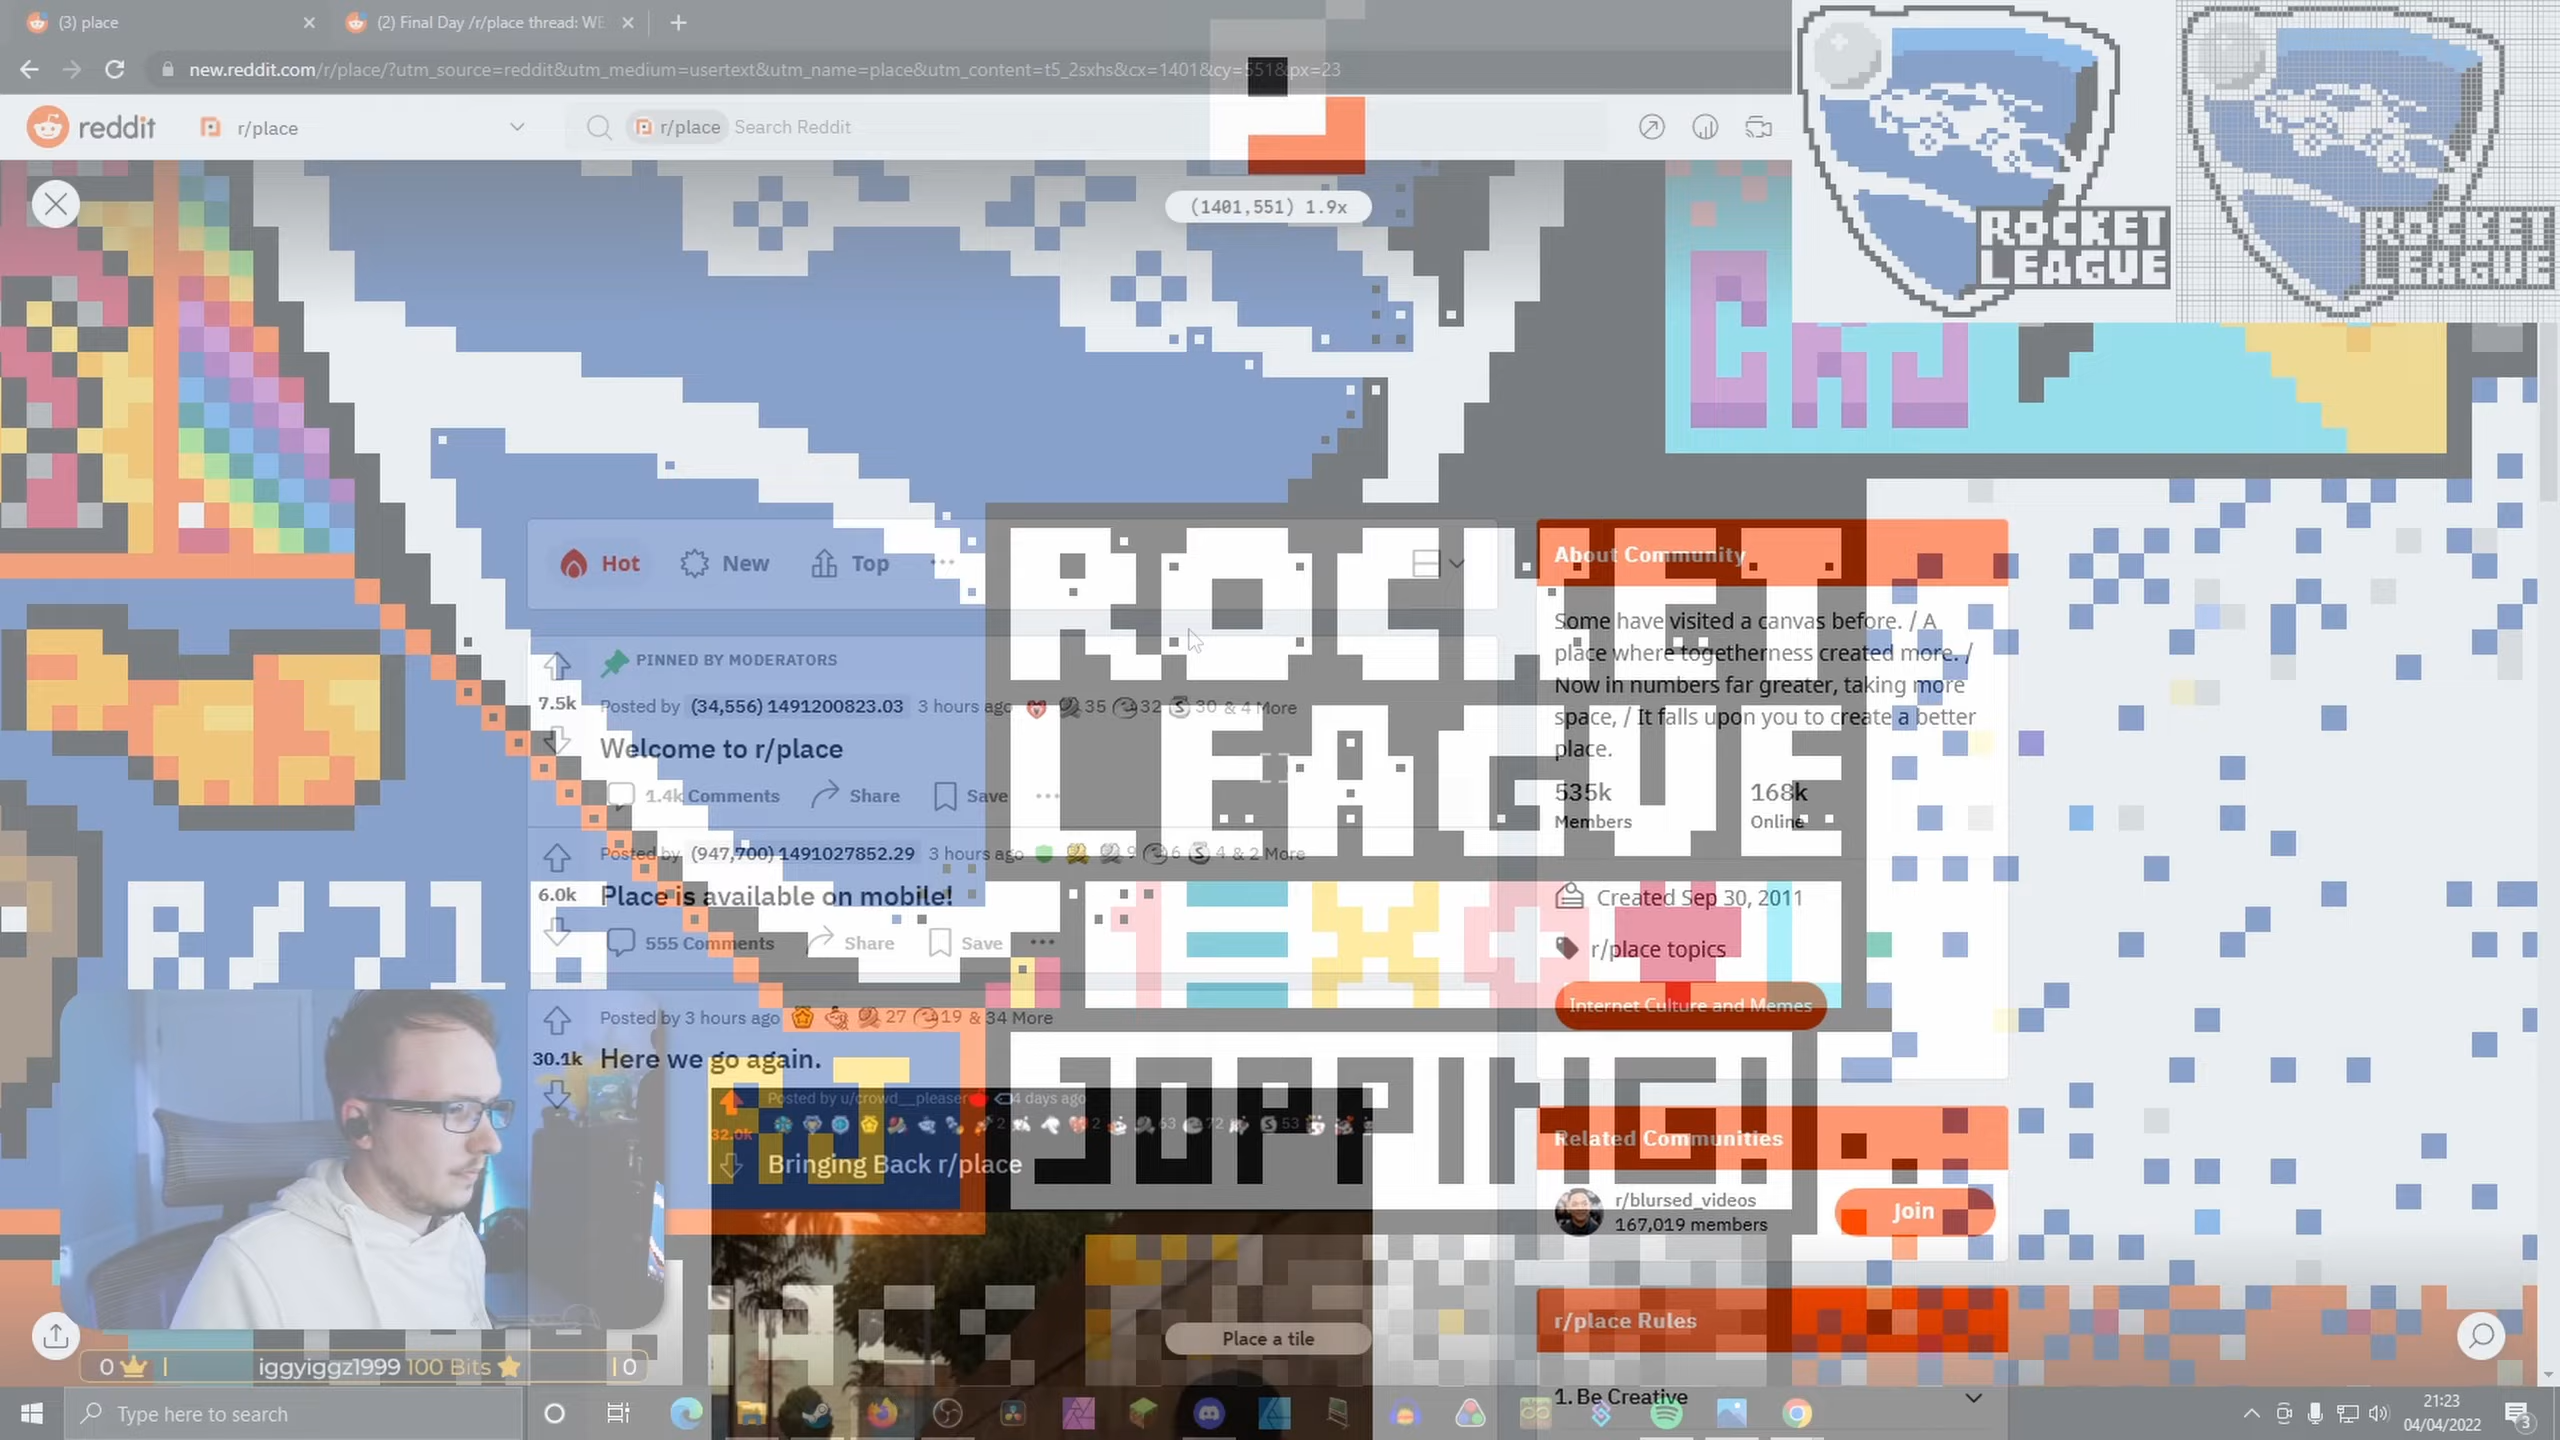 (3) place
(2) Final Day /r/place thread: WE
new.reddit.com/r/place/?utm_source=reddit&utm_medium=usertext&utm_name=place&utm_content=t5_2sxhs&cx=1401&cy=551&px=23
reddit
r/place
r/place
Search Reddit
(1401,551) 1.9x
ROCKET
LEAGUE
ROCKET
LEAGUE
ROCKET
LEAGUE
Hot
New
Top
About Community
Some have visited a canvas before. / A
place where togetherness created more. /
Now in numbers far greater, taking more
space, / It falls upon you to create a better
place.
535k
Members
168k
Online
Created Sep 30, 2011
r/place topics
Internet Culture and Memes
PINNED BY MODERATORS
7.5k
Posted by (34,556) 1491200823.03 3 hours ago 35 32 30 & 4 More
Welcome to r/place
1.4k Comments
Share
Save
Posted by (947,700) 1491027852.29 3 hours ago 9 6 4 & 2 More
6.0k
Place is available on mobile!
555 Comments
Share
Save
Posted by 3 hours ago 27 19 & 34 More
30.1k
Here we go again.
Posted by u/crowd__pleaser 4 days ago
32.0k
Bringing Back r/place
Related Communities
r/blursed_videos
167,019 members
Join
r/place Rules
1. Be Creative
Place a tile
0
iggyiggz1999 100 Bits
0
Type here to search
21:23
04/04/2022
3